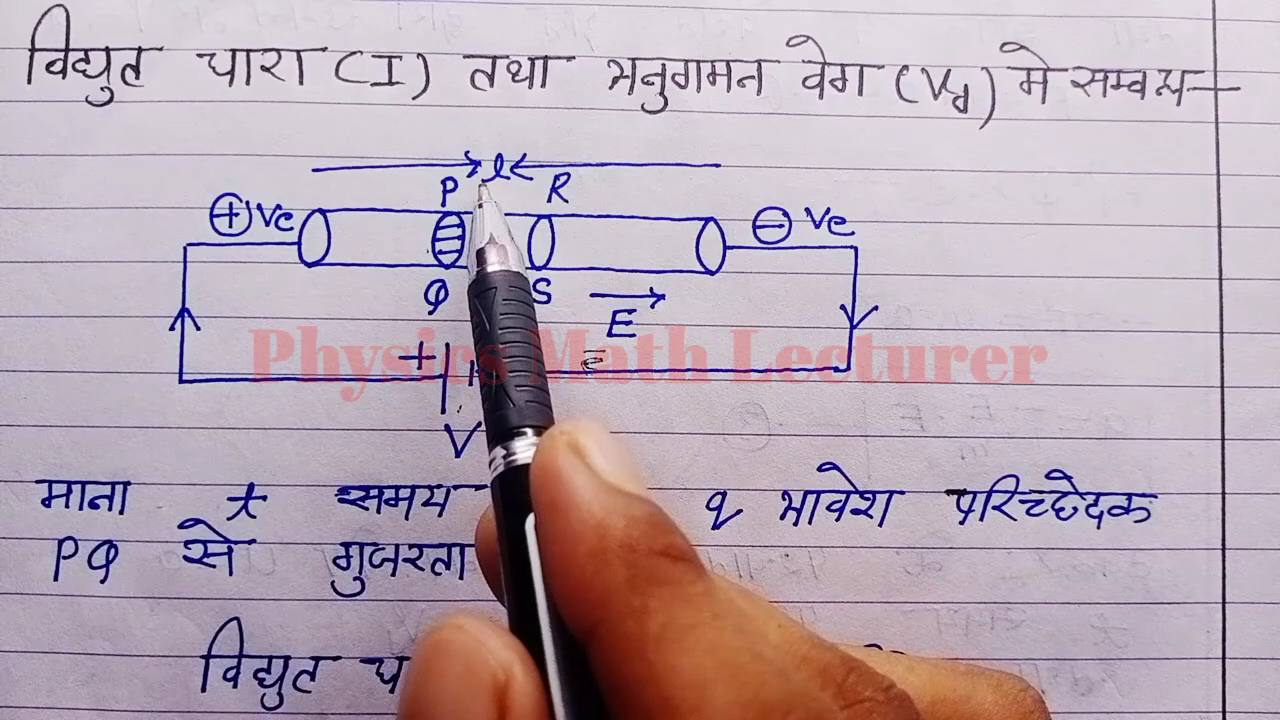 विद्युत धारा (I) तथा अनुगमन वेग (Vd) मे सम्बन्ध—
l
P R
+ Ve - Ve
Q S
E
Physics Math Lecturer
+
V
माना t समय q आवेश परिच्छेदक
PQ से गुजरता
विद्युत